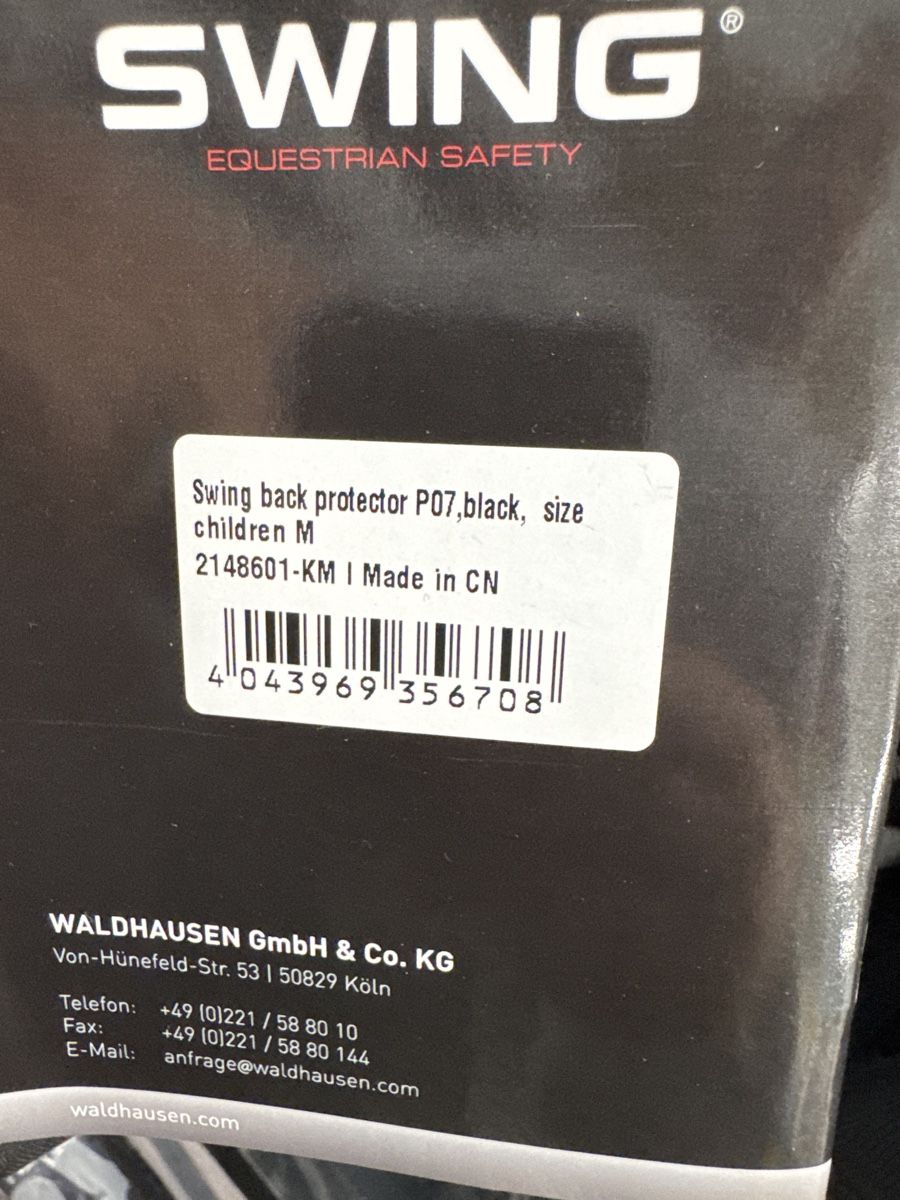 SWING®
EQUESTRIAN SAFETY
Swing back protector P07,black, size
children M
2148601-KM | Made in CN
4 043969 356708
WALDHAUSEN GmbH & Co. KG
Von-Hünefeld-Str. 53 | 50829 Köln
Telefon: +49 (0)221 / 58 80 10
Fax: +49 (0)221 / 58 80 144
E-Mail: anfrage@waldhausen.com
waldhausen.com